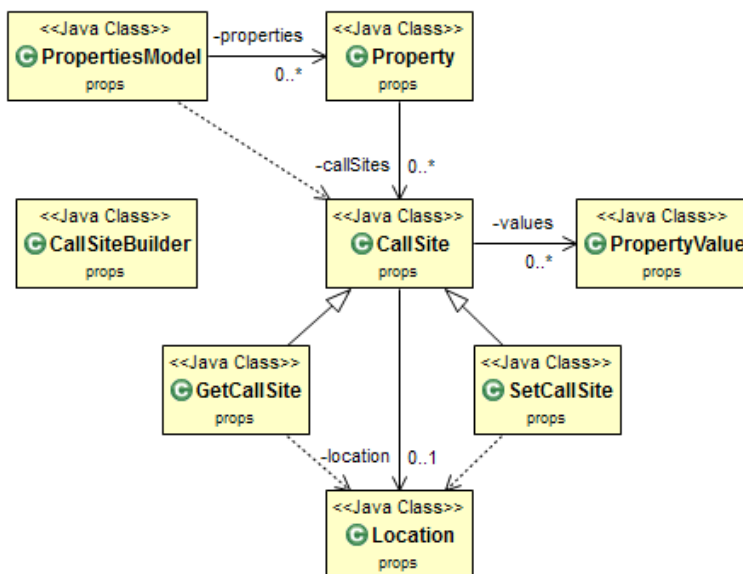 <<Java Class>>
PropertiesModel
props
-properties
0..*
<<Java Class>>
Property
props
-callSites
0..*
<<Java Class>>
CallSiteBuilder
props
<<Java Class>>
CallSite
props
-values
0..*
<<Java Class>>
PropertyValue
props
<<Java Class>>
GetCallSite
props
<<Java Class>>
SetCallSite
props
-location
0..1
<<Java Class>>
Location
props